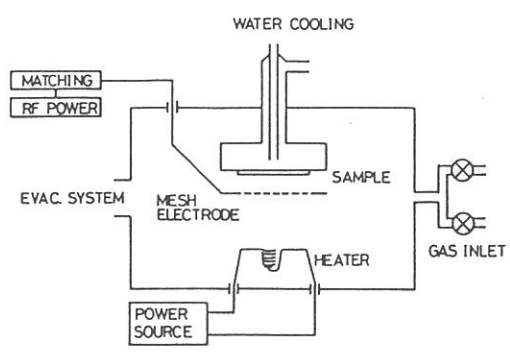 WATER COOLING
MATCHING
RF POWER
SAMPLE
EVAC. SYSTEM
MESH
ELECTRODE
GAS INLET
HEATER
POWER
SOURCE